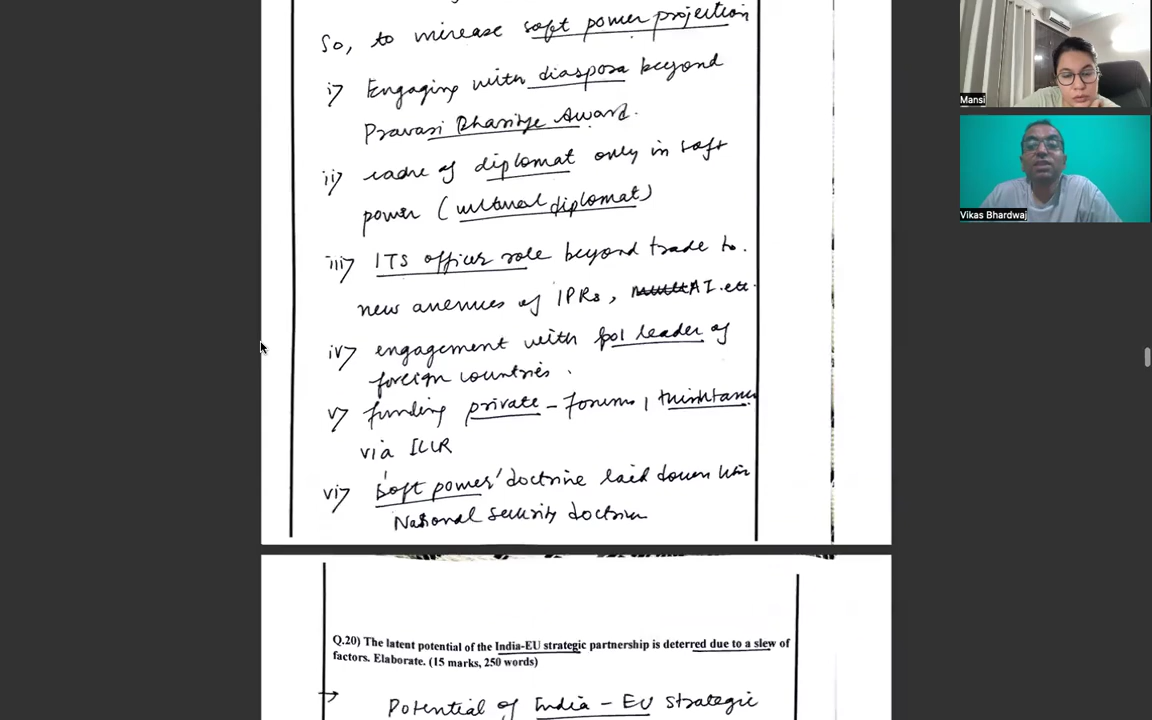 So, to increase soft power projection
i) Engaging with diaspora beyond
Pravasi Bhartiye Award.
ii) cadre of diplomat only in soft
power (cultural diplomat)
iii) ITS officer role beyond trade to
new avenues of IPRs, AI etc.
iv) engagement with pol leader of
foreign countries.
v) funding private - forums, thinktanks
via ICCR
vi) 'soft power' doctrine laid down
National security doctrine
Q.20) The latent potential of the India-EU strategic partnership is deterred due to a slew of
factors. Elaborate. (15 marks, 250 words)
→ Potential of India - EU strategic
Mansi
Vikas Bhardwaj